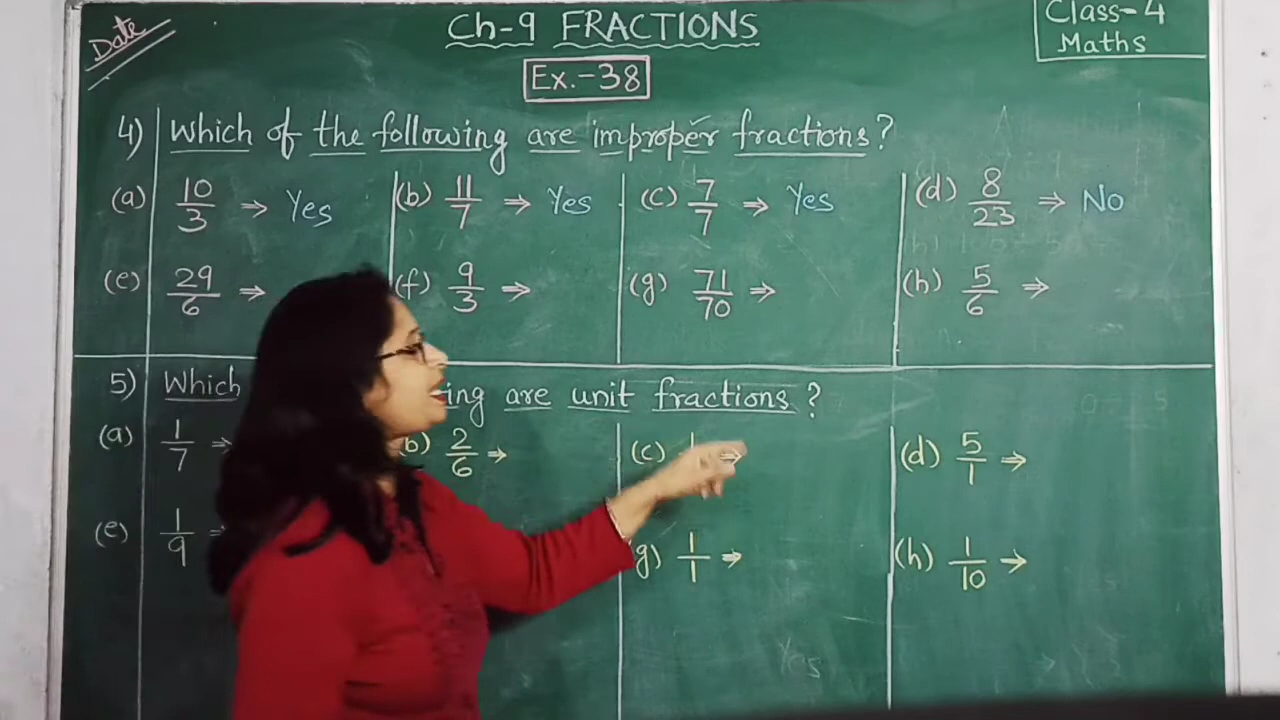 Date
Ch-9 FRACTIONS
Class-4
Maths
Ex.-38
4) Which of the following are improper fractions?
(a) 10/3 ⇒ Yes (b) 11/7 ⇒ Yes (c) 7/7 ⇒ Yes (d) 8/23 ⇒ No
(e) 29/6 ⇒ (f) 9/3 ⇒ (g) 71/70 ⇒ (h) 5/6 ⇒
5) Which ing are unit fractions?
(a) 1/7 ⇒ (b) 2/6 ⇒ (c) ⇒ (d) 5/1 ⇒
(e) 1/9 ⇒ g) 1/1 ⇒ (h) 1/10 ⇒
Yes